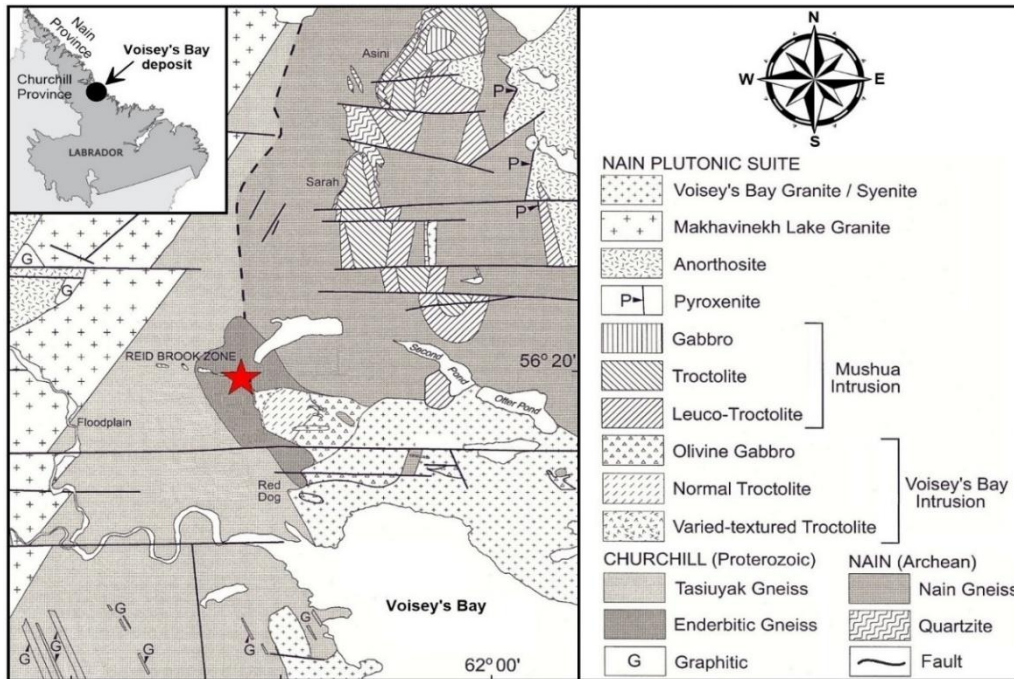 Nain
Province
Voisey's Bay
deposit
Churchill
Province
LABRADOR
Asini
P
Sarah
P
G
G
REID BROOK ZONE
56° 20'
Second
Pond
Otter Pond
Floodplain
Red
Dog
Voisey's Bay
G
G
G
G
G
G
62° 00'
N
W
E
S
NAIN PLUTONIC SUITE
Voisey's Bay Granite / Syenite
Makhavinekh Lake Granite
Anorthosite
P
Pyroxenite
Gabbro
Troctolite
Leuco-Troctolite
Mushua
Intrusion
Olivine Gabbro
Normal Troctolite
Varied-textured Troctolite
Voisey's Bay
Intrusion
CHURCHILL (Proterozoic)
Tasiuyak Gneiss
Enderbitic Gneiss
G
Graphitic
NAIN (Archean)
Nain Gneiss
Quartzite
Fault